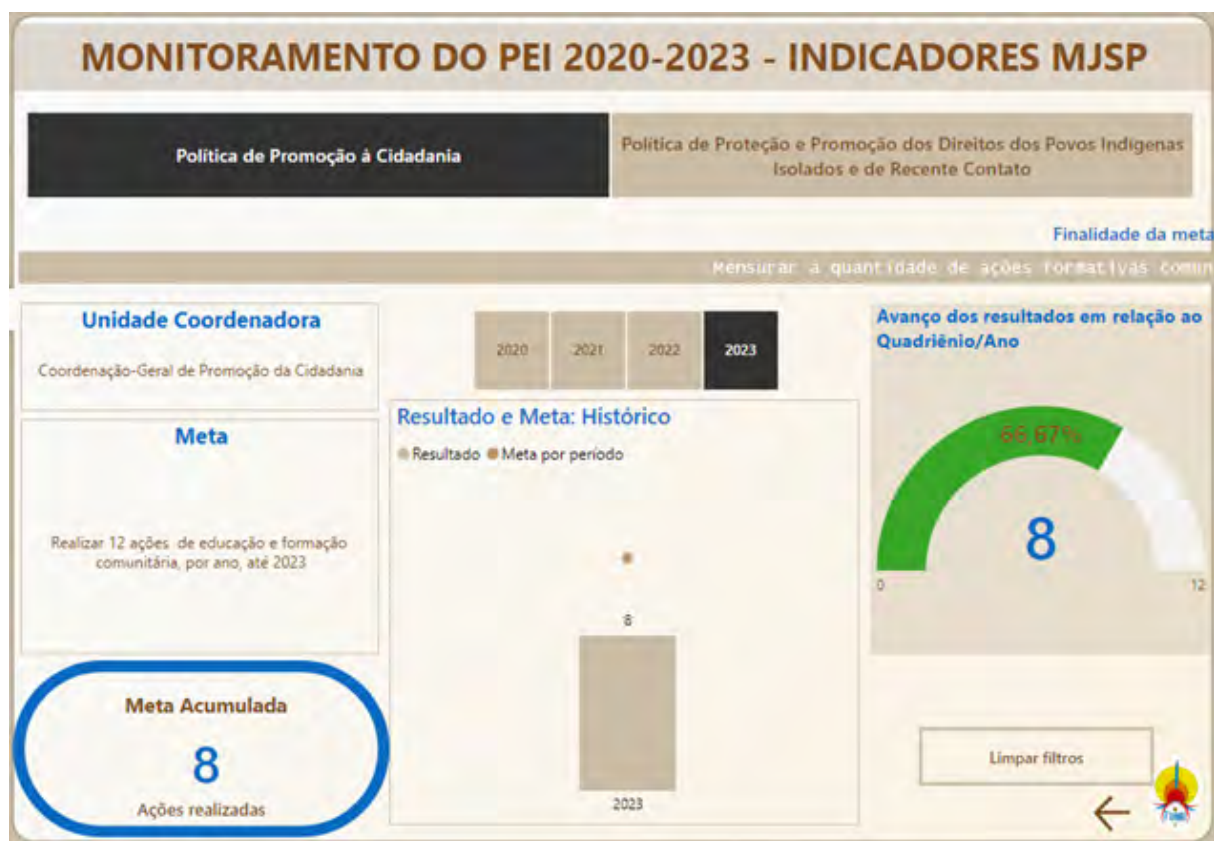 MONITORAMENTO DO PEI 2020-2023 - INDICADORES MJSP
Política de Promoção à Cidadania
Política de Proteção e Promoção dos Direitos dos Povos Indígenas
Isolados e de Recente Contato
Finalidade da meta
Mensurar a quantidade de ações formativas comun
Unidade Coordenadora
Coordenação-Geral de Promoção da Cidadania
Meta
Realizar 12 ações de educação e formação
comunitária, por ano, até 2023
Meta Acumulada
8
Ações realizadas
2020 2021 2022 2023
Resultado e Meta: Histórico
Resultado Meta por período
8
2023
Avanço dos resultados em relação ao
Quadriênio/Ano
66,67%
8
0 12
Limpar filtros